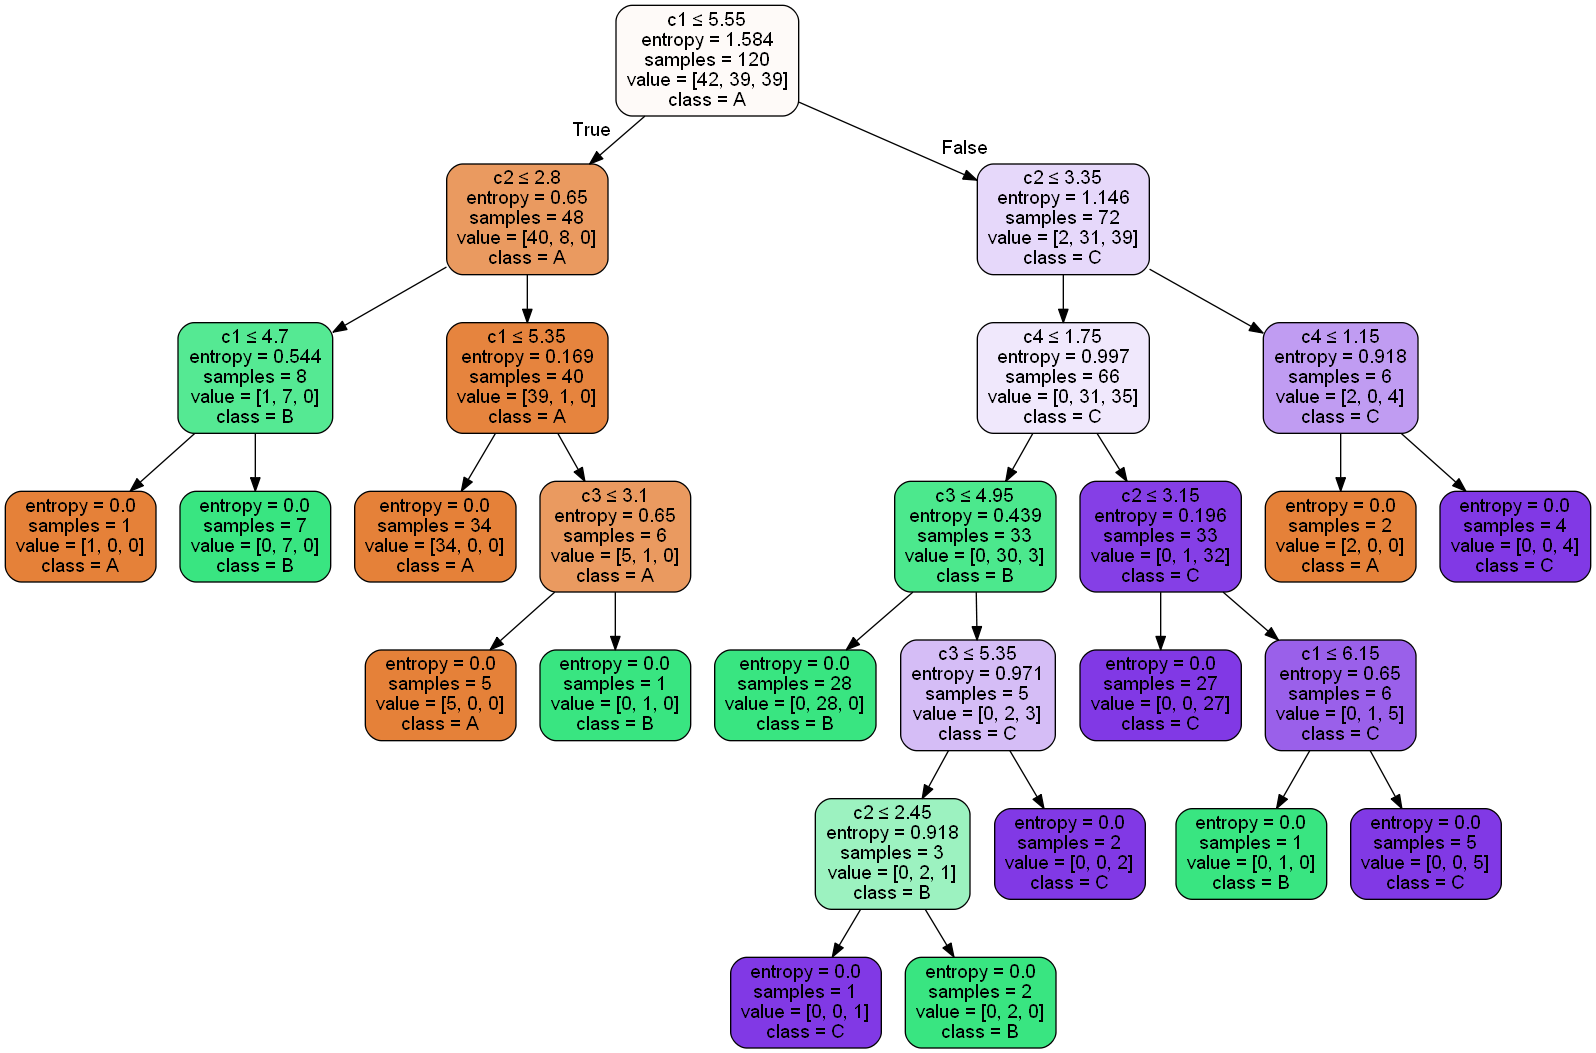 c1 ≤ 5.55
entropy = 1.584
samples = 120
value = [42, 39, 39]
class = A
True
False
c2 ≤ 2.8
entropy = 0.65
samples = 48
value = [40, 8, 0]
class = A
c2 ≤ 3.35
entropy = 1.146
samples = 72
value = [2, 31, 39]
class = C
c1 ≤ 4.7
entropy = 0.544
samples = 8
value = [1, 7, 0]
class = B
c1 ≤ 5.35
entropy = 0.169
samples = 40
value = [39, 1, 0]
class = A
c4 ≤ 1.75
entropy = 0.997
samples = 66
value = [0, 31, 35]
class = C
c4 ≤ 1.15
entropy = 0.918
samples = 6
value = [2, 0, 4]
class = C
entropy = 0.0
samples = 1
value = [1, 0, 0]
class = A
entropy = 0.0
samples = 7
value = [0, 7, 0]
class = B
entropy = 0.0
samples = 34
value = [34, 0, 0]
class = A
c3 ≤ 3.1
entropy = 0.65
samples = 6
value = [5, 1, 0]
class = A
c3 ≤ 4.95
entropy = 0.439
samples = 33
value = [0, 30, 3]
class = B
c2 ≤ 3.15
entropy = 0.196
samples = 33
value = [0, 1, 32]
class = C
entropy = 0.0
samples = 2
value = [2, 0, 0]
class = A
entropy = 0.0
samples = 4
value = [0, 0, 4]
class = C
entropy = 0.0
samples = 5
value = [5, 0, 0]
class = A
entropy = 0.0
samples = 1
value = [0, 1, 0]
class = B
entropy = 0.0
samples = 28
value = [0, 28, 0]
class = B
c3 ≤ 5.35
entropy = 0.971
samples = 5
value = [0, 2, 3]
class = C
entropy = 0.0
samples = 27
value = [0, 0, 27]
class = C
c1 ≤ 6.15
entropy = 0.65
samples = 6
value = [0, 1, 5]
class = C
c2 ≤ 2.45
entropy = 0.918
samples = 3
value = [0, 2, 1]
class = B
entropy = 0.0
samples = 2
value = [0, 0, 2]
class = C
entropy = 0.0
samples = 1
value = [0, 1, 0]
class = B
entropy = 0.0
samples = 5
value = [0, 0, 5]
class = C
entropy = 0.0
samples = 1
value = [0, 0, 1]
class = C
entropy = 0.0
samples = 2
value = [0, 2, 0]
class = B